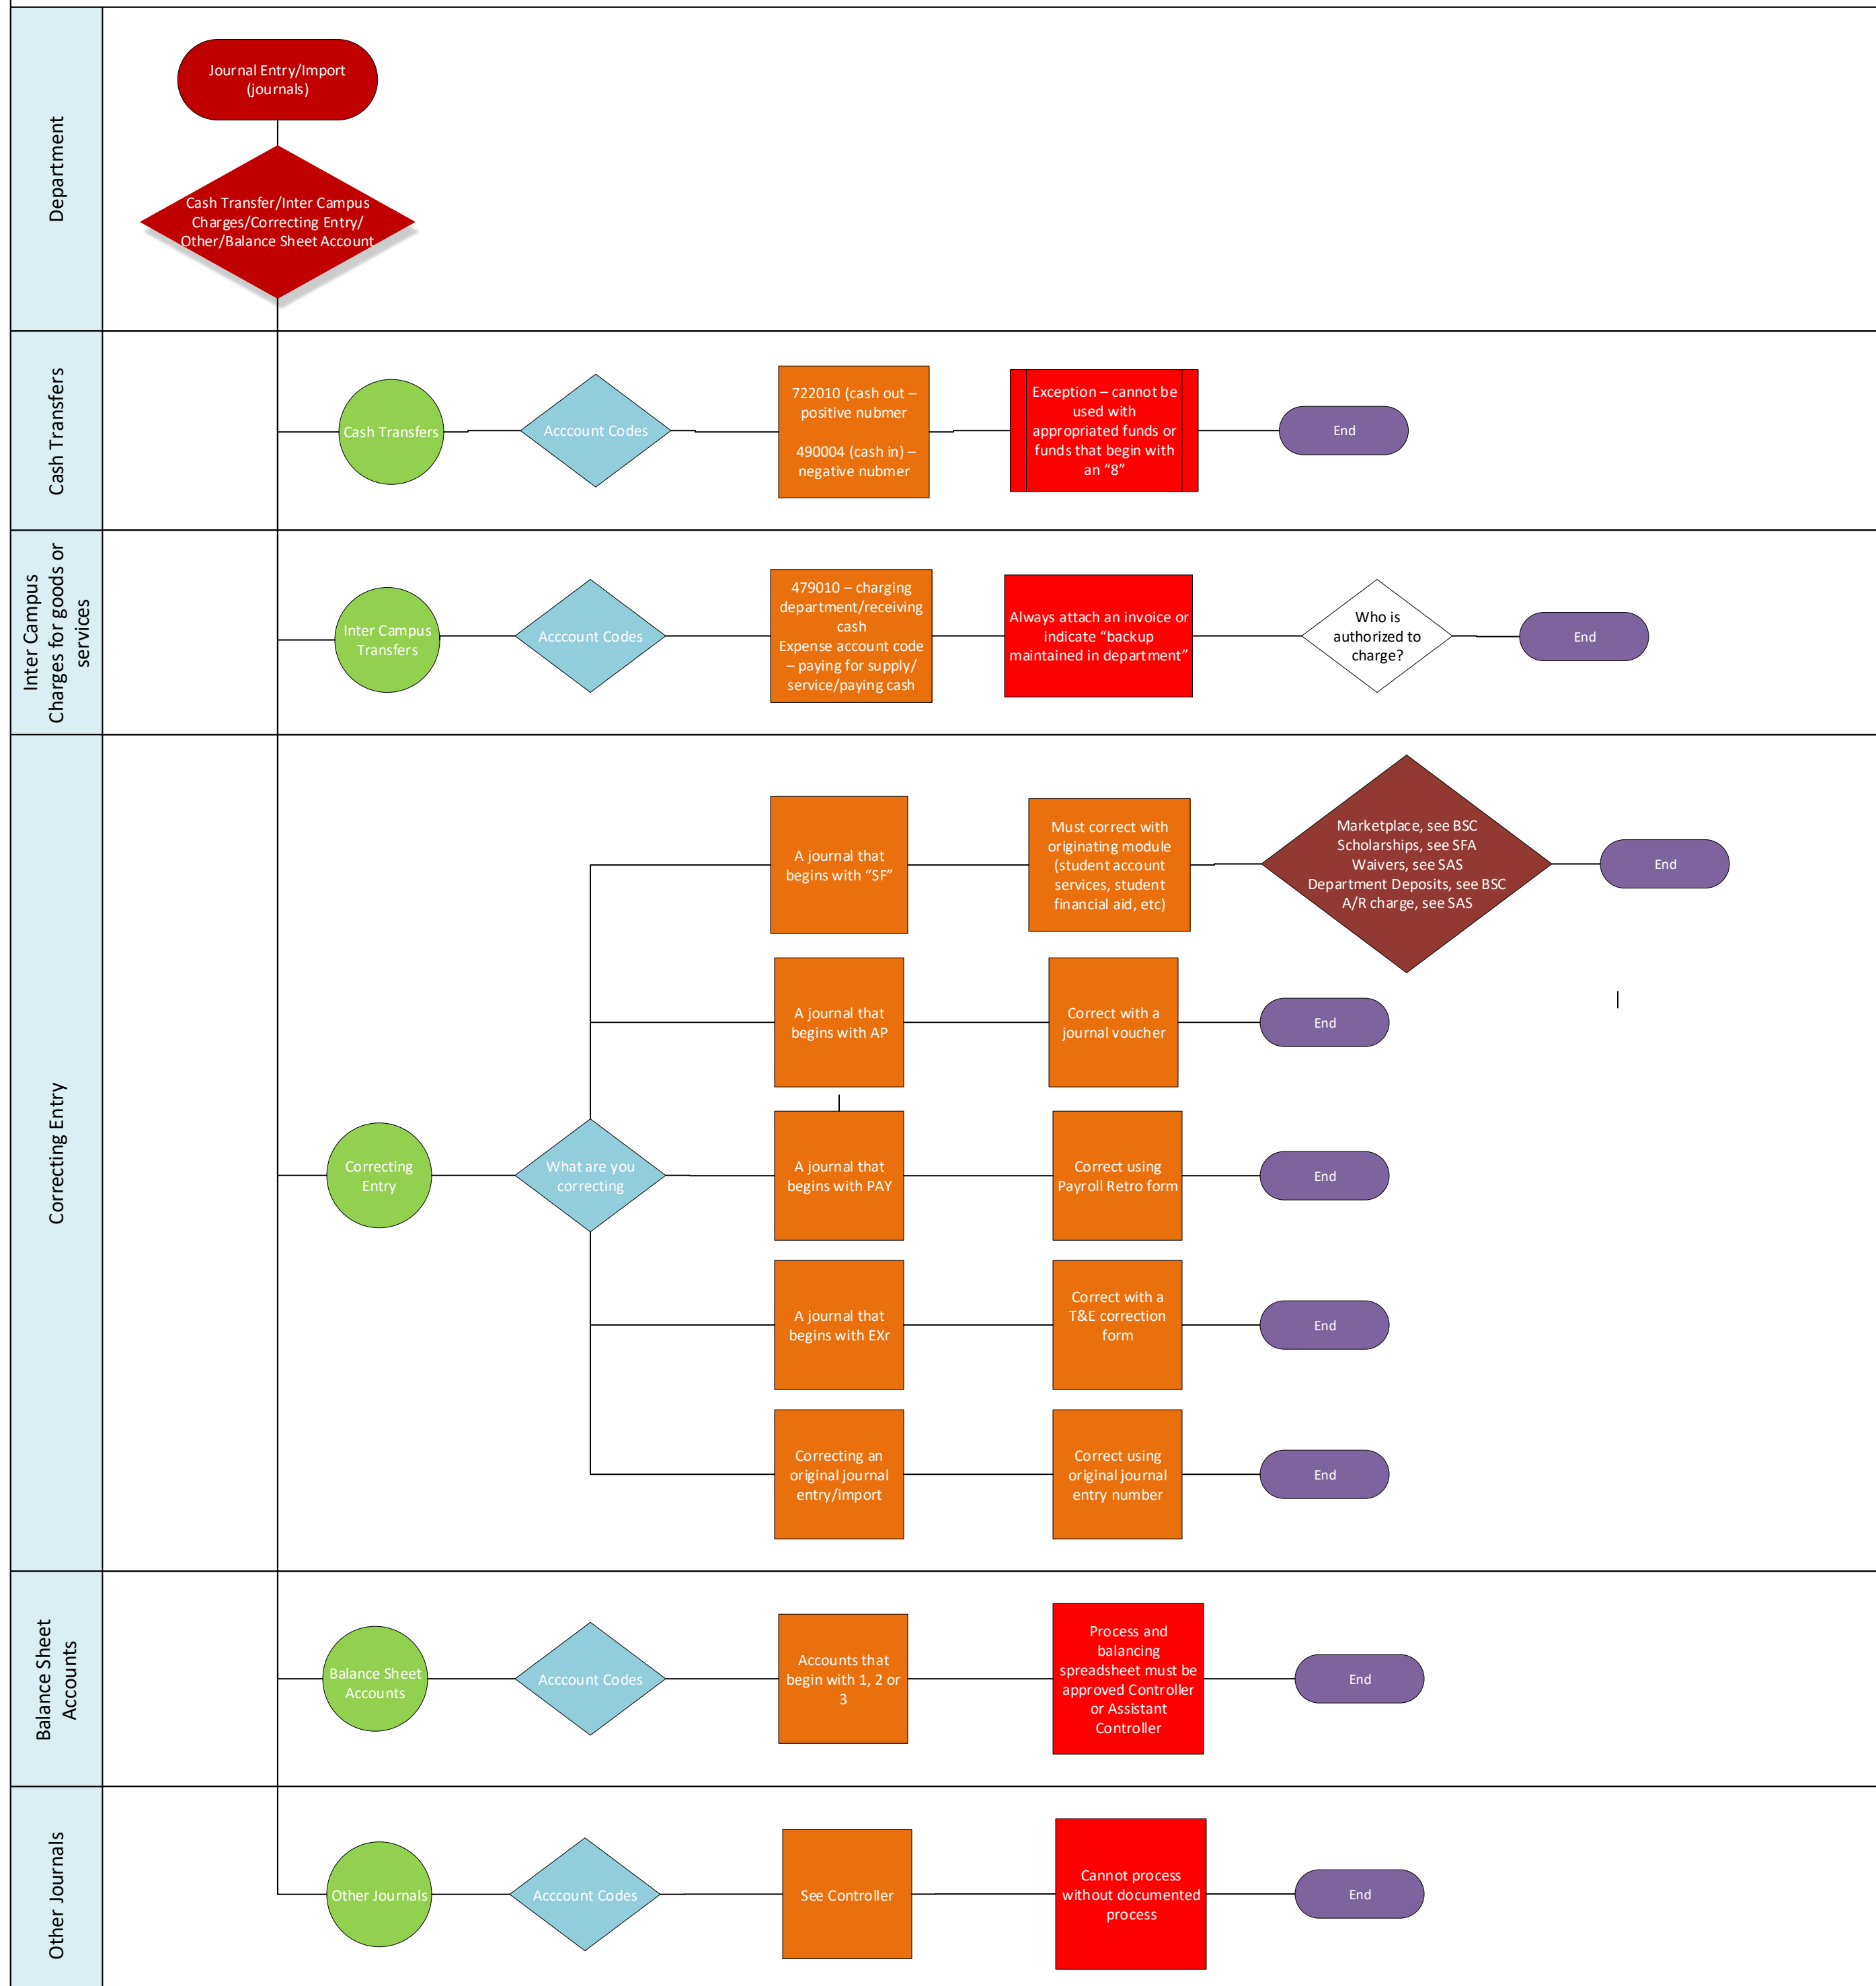 Department
Journal Entry/Import
(journals)
Cash Transfer/Inter Campus
Charges/Correcting Entry/
Other/Balance Sheet Account
Cash Transfers
Cash Transfers
Acccount Codes
722010 (cash out –
positive nubmer
490004 (cash in) –
negative nubmer
Exception – cannot be
used with
appropriated funds or
funds that begin with
an “8”
End
Inter Campus
Charges for goods or
services
Inter Campus
Transfers
Acccount Codes
479010 – charging
department/receiving
cash
Expense account code
– paying for supply/
service/paying cash
Always attach an invoice or
indicate “backup
maintained in department”
Who is
authorized to
charge?
End
Correcting Entry
Correcting
Entry
What are you
correcting
A journal that
begins with “SF”
Must correct with
originating module
(student account
services, student
financial aid, etc)
Marketplace, see BSC
Scholarships, see SFA
Waivers, see SAS
Department Deposits, see BSC
A/R charge, see SAS
End
A journal that
begins with AP
Correct with a
journal voucher
End
A journal that
begins with PAY
Correct using
Payroll Retro form
End
A journal that
begins with EXr
Correct with a
T&E correction
form
End
Correcting an
original journal
entry/import
Correct using
original journal
entry number
End
Balance Sheet
Accounts
Balance Sheet
Accounts
Acccount Codes
Accounts that
begin with 1, 2 or
3
Process and
balancing
spreadsheet must be
approved Controller
or Assistant
Controller
End
Other Journals
Other Journals
Acccount Codes
See Controller
Cannot process
without documented
process
End